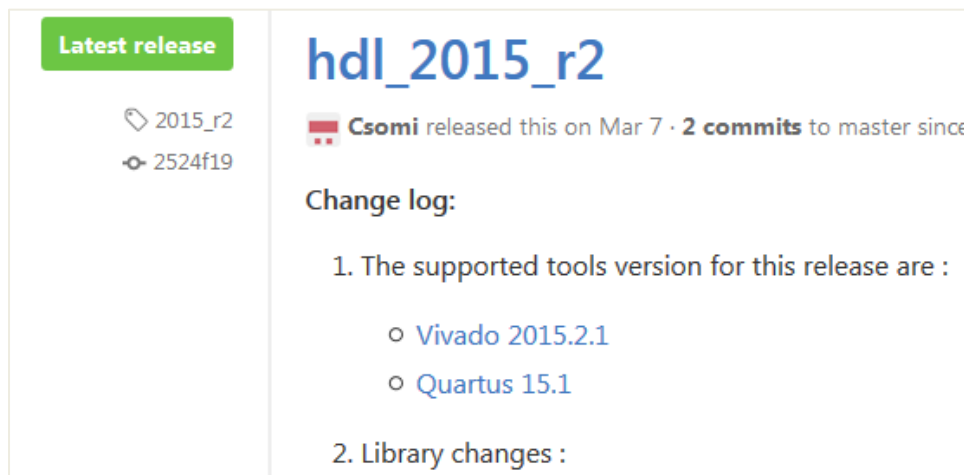 Latest release
2015_r2
2524f19
hdl_2015_r2
Csomi released this on Mar 7 · 2 commits to master since
Change log:
1. The supported tools version for this release are :
Vivado 2015.2.1
Quartus 15.1
2. Library changes :